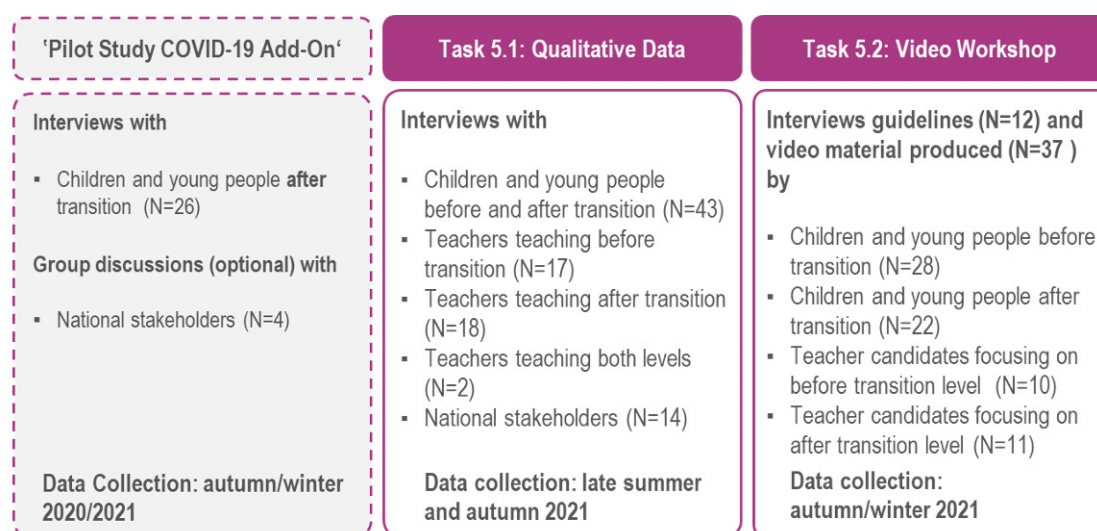 ‛Pilot Study COVID-19 Add-On‘
Interviews with
▪ Children and young people after
transition (N=26)
Group discussions (optional) with
▪ National stakeholders (N=4)
Data Collection: autumn/winter
2020/2021
Task 5.1: Qualitative Data
Interviews with
▪ Children and young people
before and after transition (N=43)
▪ Teachers teaching before
transition (N=17)
▪ Teachers teaching after transition
(N=18)
▪ Teachers teaching both levels
(N=2)
▪ National stakeholders (N=14)
Data collection: late summer
and autumn 2021
Task 5.2: Video Workshop
Interviews guidelines (N=12) and
video material produced (N=37 )
by
▪ Children and young people before
transition (N=28)
▪ Children and young people after
transition (N=22)
▪ Teacher candidates focusing on
before transition level (N=10)
▪ Teacher candidates focusing on
after transition level (N=11)
Data collection:
autumn/winter 2021